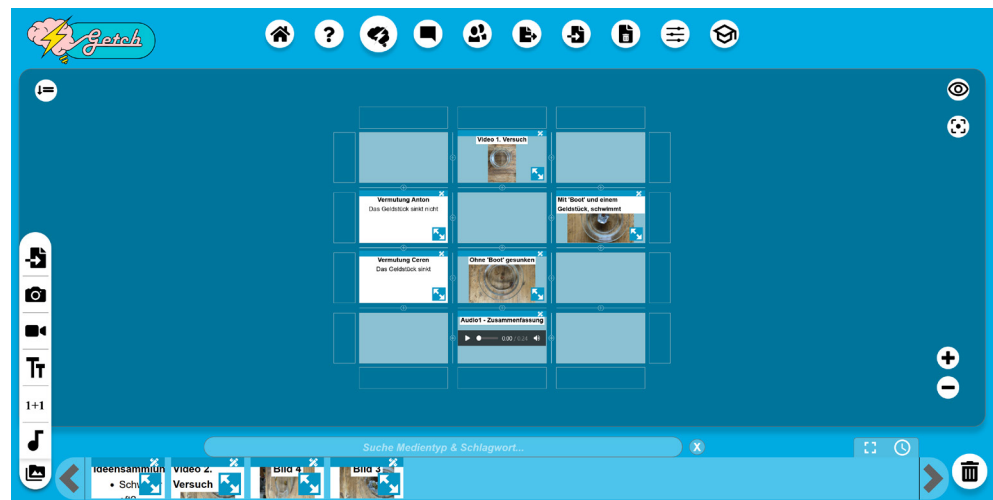 Getch
?
Video 1. Versuch
Vermutung Anton
Das Geldstück sinkt nicht
Mit 'Boot' und einem
Geldstück, schwimmt
Vermutung Ceren
Das Geldstück sinkt
Ohne 'Boot' gesunken
Audio1 - Zusammenfassung
0:00 / 0:24
TT
1+1
Suche Medientyp & Schlagwort...
X
Ideensammlun
Video 2.
Versuch
Bild 4
Bild 3